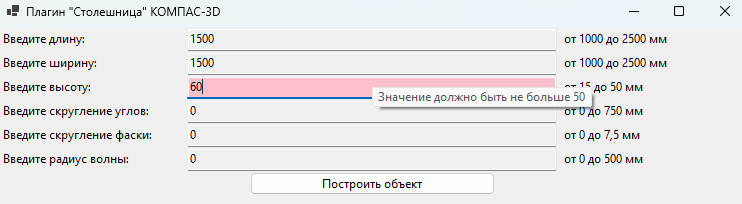 Плагин "Столешница" КОМПАС-3D
Введите длину: 1500 от 1000 до 2500 мм
Введите ширину: 1500 от 1000 до 2500 мм
Введите высоту: 60 от 15 до 50 мм
Значение должно быть не больше 50
Введите скругление углов: 0 от 0 до 750 мм
Введите скругление фаски: 0 от 0 до 7,5 мм
Введите радиус волны: 0 от 0 до 500 мм
Построить объект